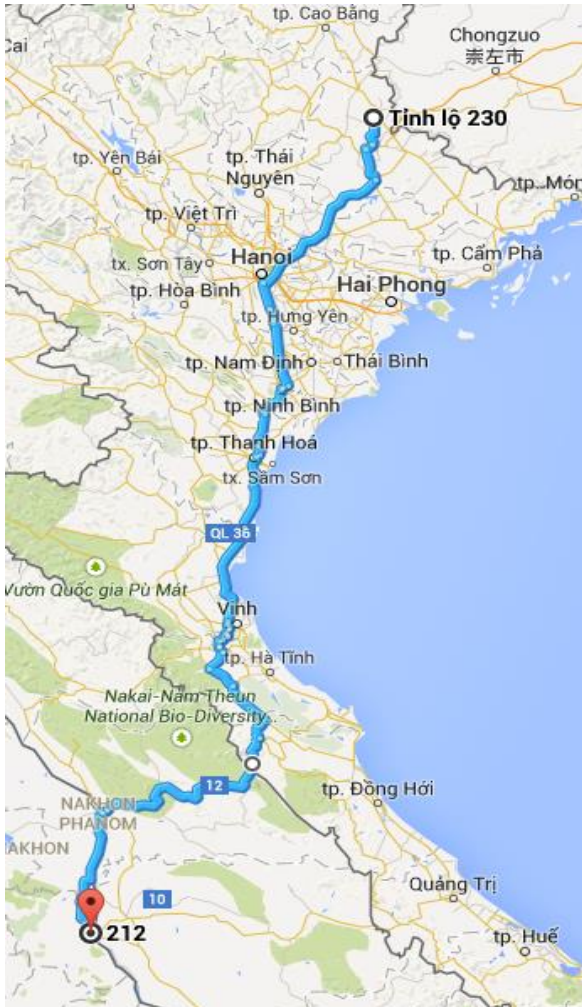 tp. Cao Bằng
Cai
Chongzuo
崇左市
Tỉnh lộ 230
tp. Yên Bái
tp. Thái
Nguyên
tp. Món
tp. Việt Trì
tx. Sơn Tây
Hanoi
tp. Cẩm Phả
tp. Hòa Bình
Hai Phong
tp. Hưng Yên
tp. Nam Định
Thái Bình
tp. Ninh Bình
tp. Thanh Hoá
tx. Sầm Sơn
QL 36
Vườn Quốc gia Pù Mát
Vinh
tp. Hà Tĩnh
Nakai-Nam Theun
National Bio-Diversity...
12
NAKHON
PHANOM
tp. Đồng Hới
AKHON
10
Quảng Trị
212
tp. Huế